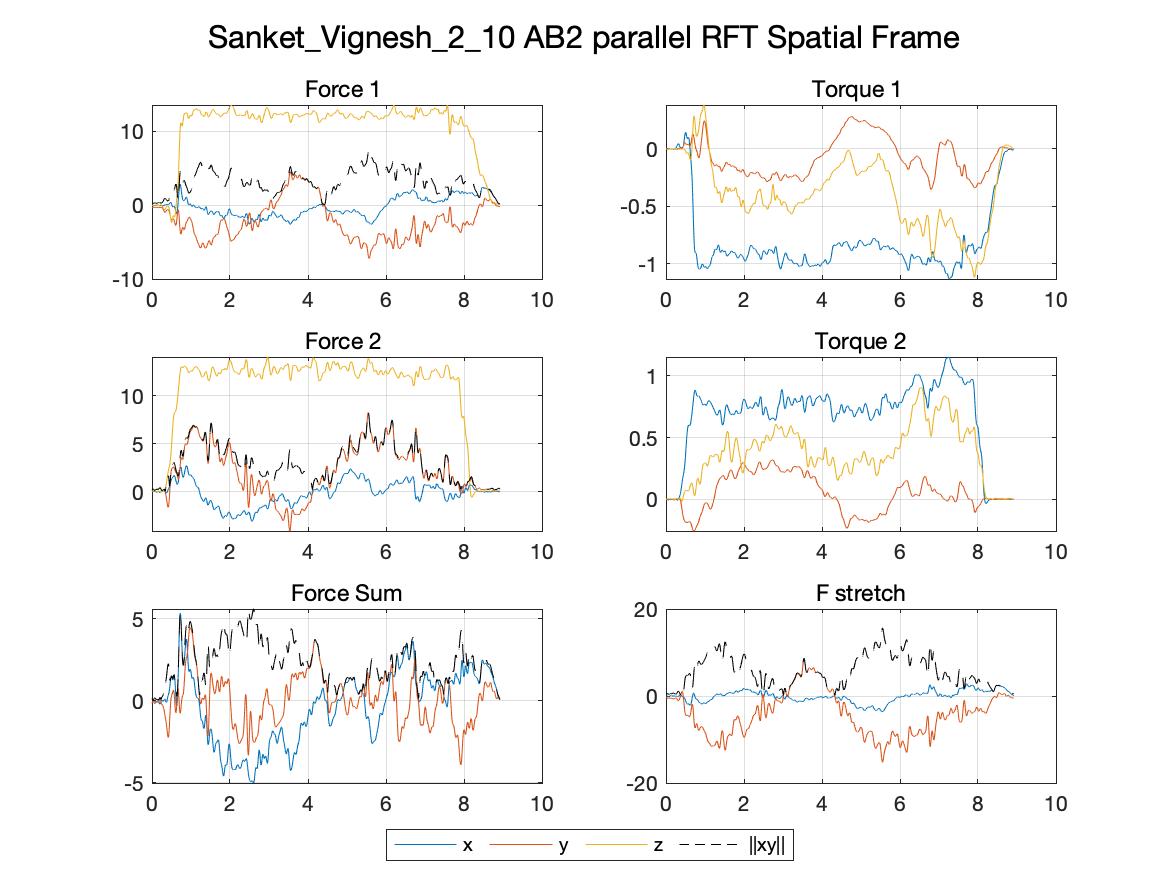 Sanket_Vignesh_2_10 AB2 parallel RFT Spatial Frame
Force 1
10
0
-10
0 2 4 6 8 10
Torque 1
0
-0.5
-1
0 2 4 6 8 10
Force 2
10
5
0
0 2 4 6 8 10
Torque 2
1
0.5
0
0 2 4 6 8 10
Force Sum
5
0
-5
0 2 4 6 8 10
F stretch
20
0
-20
0 2 4 6 8 10
x y z ||xy||